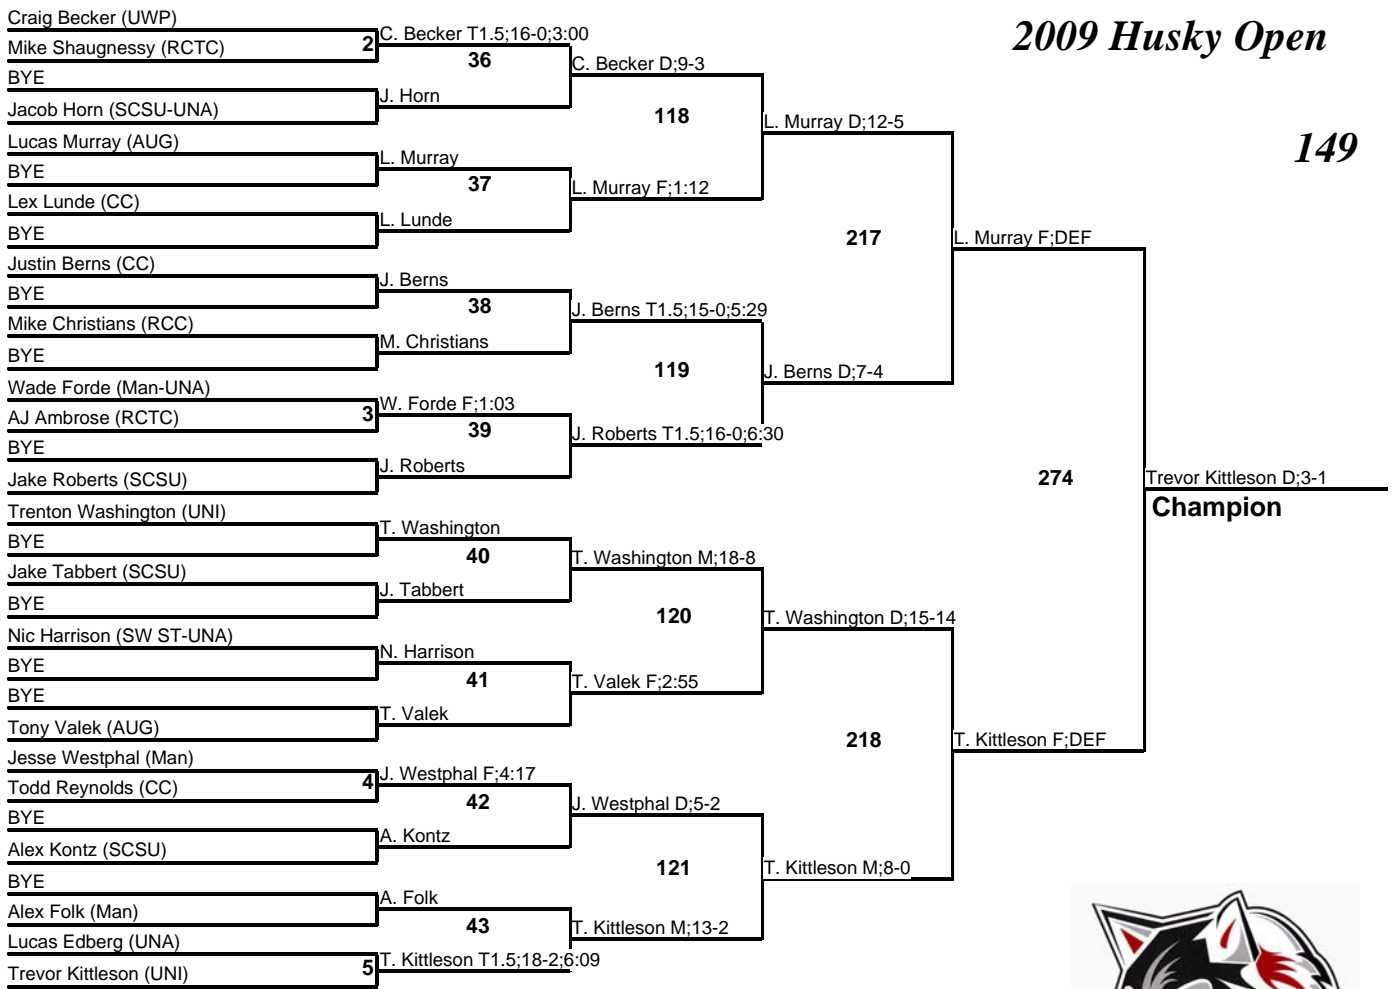 2009 Husky Open
149
Craig Becker (UWP)
Mike Shaugnessy (RCTC)
BYE
Jacob Horn (SCSU-UNA)
Lucas Murray (AUG)
BYE
Lex Lunde (CC)
BYE
Justin Berns (CC)
BYE
Mike Christians (RCC)
BYE
Wade Forde (Man-UNA)
AJ Ambrose (RCTC)
BYE
Jake Roberts (SCSU)
Trenton Washington (UNI)
BYE
Jake Tabbert (SCSU)
BYE
Nic Harrison (SW ST-UNA)
BYE
BYE
Tony Valek (AUG)
Jesse Westphal (Man)
Todd Reynolds (CC)
BYE
Alex Kontz (SCSU)
BYE
Alex Folk (Man)
Lucas Edberg (UNA)
Trevor Kittleson (UNI)
2
3
4
5
C. Becker T1.5;16-0;3:00
36
J. Horn
L. Murray
37
L. Lunde
J. Berns
38
M. Christians
W. Forde F;1:03
39
J. Roberts
T. Washington
40
J. Tabbert
N. Harrison
41
T. Valek
J. Westphal F;4:17
42
A. Kontz
A. Folk
43
T. Kittleson T1.5;18-2;6:09
C. Becker D;9-3
118
L. Murray F;1:12
J. Berns T1.5;15-0;5:29
119
J. Roberts T1.5;16-0;6:30
T. Washington M;18-8
120
T. Valek F;2:55
J. Westphal D;5-2
121
T. Kittleson M;13-2
L. Murray D;12-5
217
J. Berns D;7-4
T. Washington D;15-14
218
T. Kittleson M;8-0
L. Murray F;DEF
274
T. Kittleson F;DEF
Trevor Kittleson D;3-1
Champion